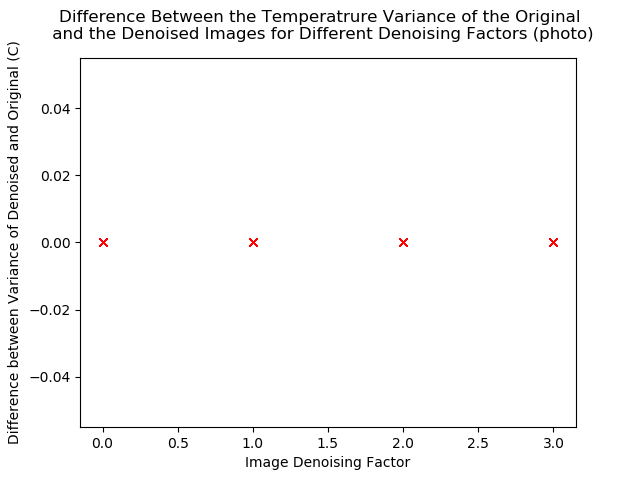 Difference Between the Temperatrure Variance of the Original
and the Denoised Images for Different Denoising Factors (photo)
Difference between Variance of Denoised and Original (C)
0.04
0.02
0.00
−0.02
−0.04
0.0 0.5 1.0 1.5 2.0 2.5 3.0
Image Denoising Factor